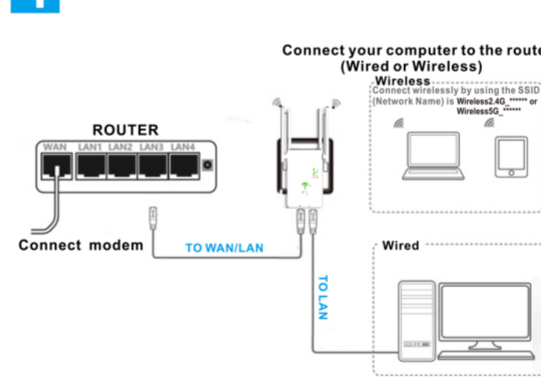 Connect your computer to the route
(Wired or Wireless)
Wireless
Connect wirelessly by using the SSID
(Network Name) is Wireless2.4G_****** or
Wireless5G_******
ROUTER
WAN LAN1 LAN2 LAN3 LAN4
Connect modem
TO WAN/LAN
TO LAN
Wired